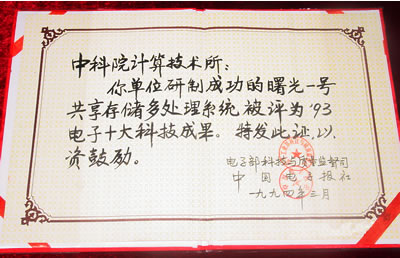 中科院计算技术所：
你单位研制成功的曙光一号
共享存储多处理系统被评为'93
电子十大科技成果。特发此证，以
资鼓励。
电子部科技与质量监督司
中国电子报社
一九九四年三月